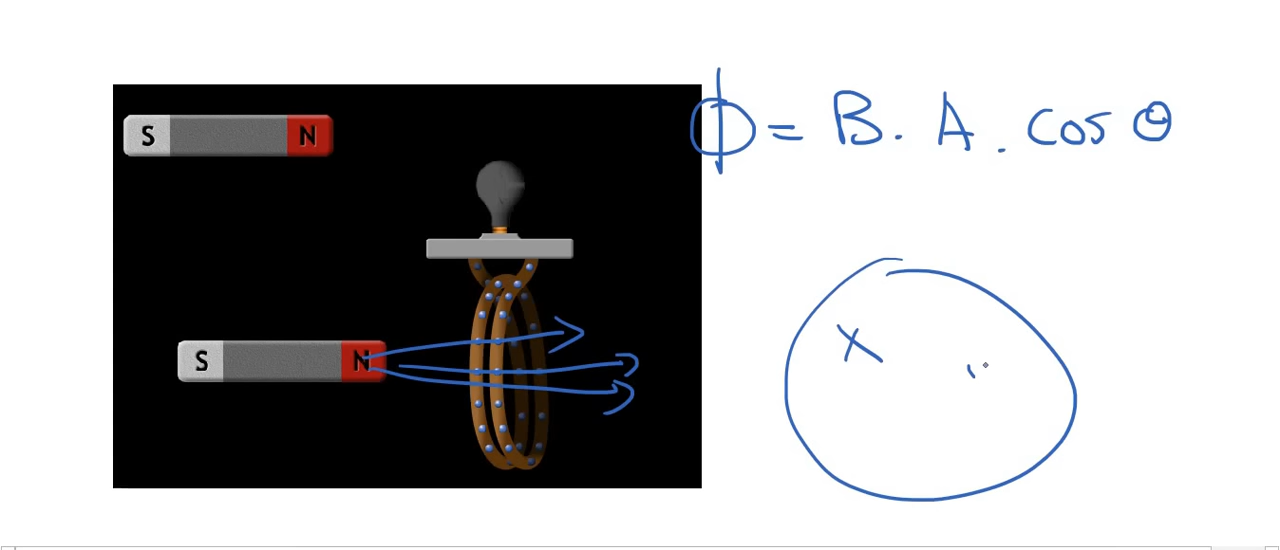 S N
ϕ = B. A. cos θ
S N
X